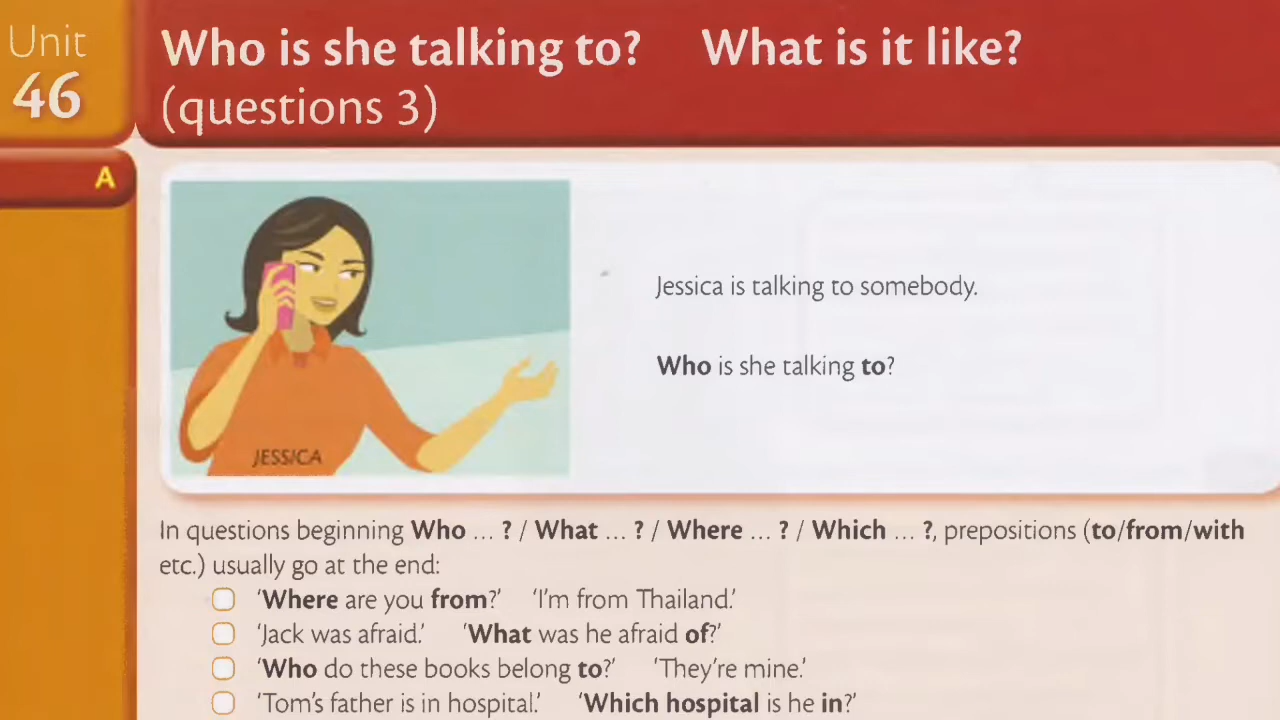 Unit
46
Who is she talking to? What is it like?
(questions 3)
A
Jessica is talking to somebody.
Who is she talking to?
JESSICA
In questions beginning Who ... ? / What ... ? / Where ... ? / Which ... ?, prepositions (to/from/with
etc.) usually go at the end:
'Where are you from?' 'I'm from Thailand.'
'Jack was afraid.' 'What was he afraid of?'
'Who do these books belong to?' 'They're mine.'
'Tom's father is in hospital.' 'Which hospital is he in?'